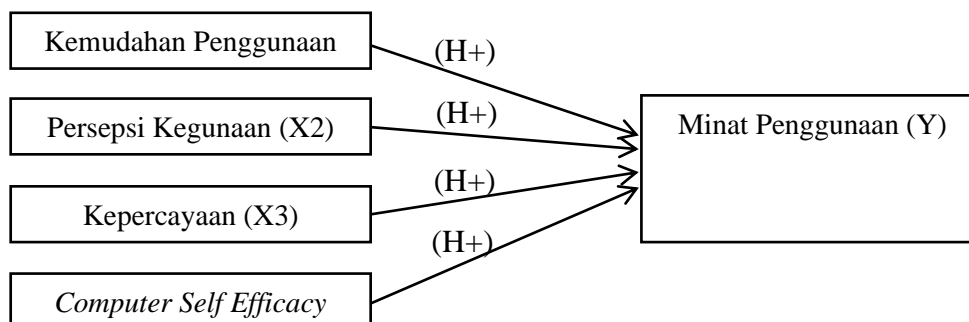 Kemudahan Penggunaan
(H+)
Persepsi Kegunaan (X2)
(H+)
Minat Penggunaan (Y)
Kepercayaan (X3)
(H+)
(H+)
Computer Self Efficacy